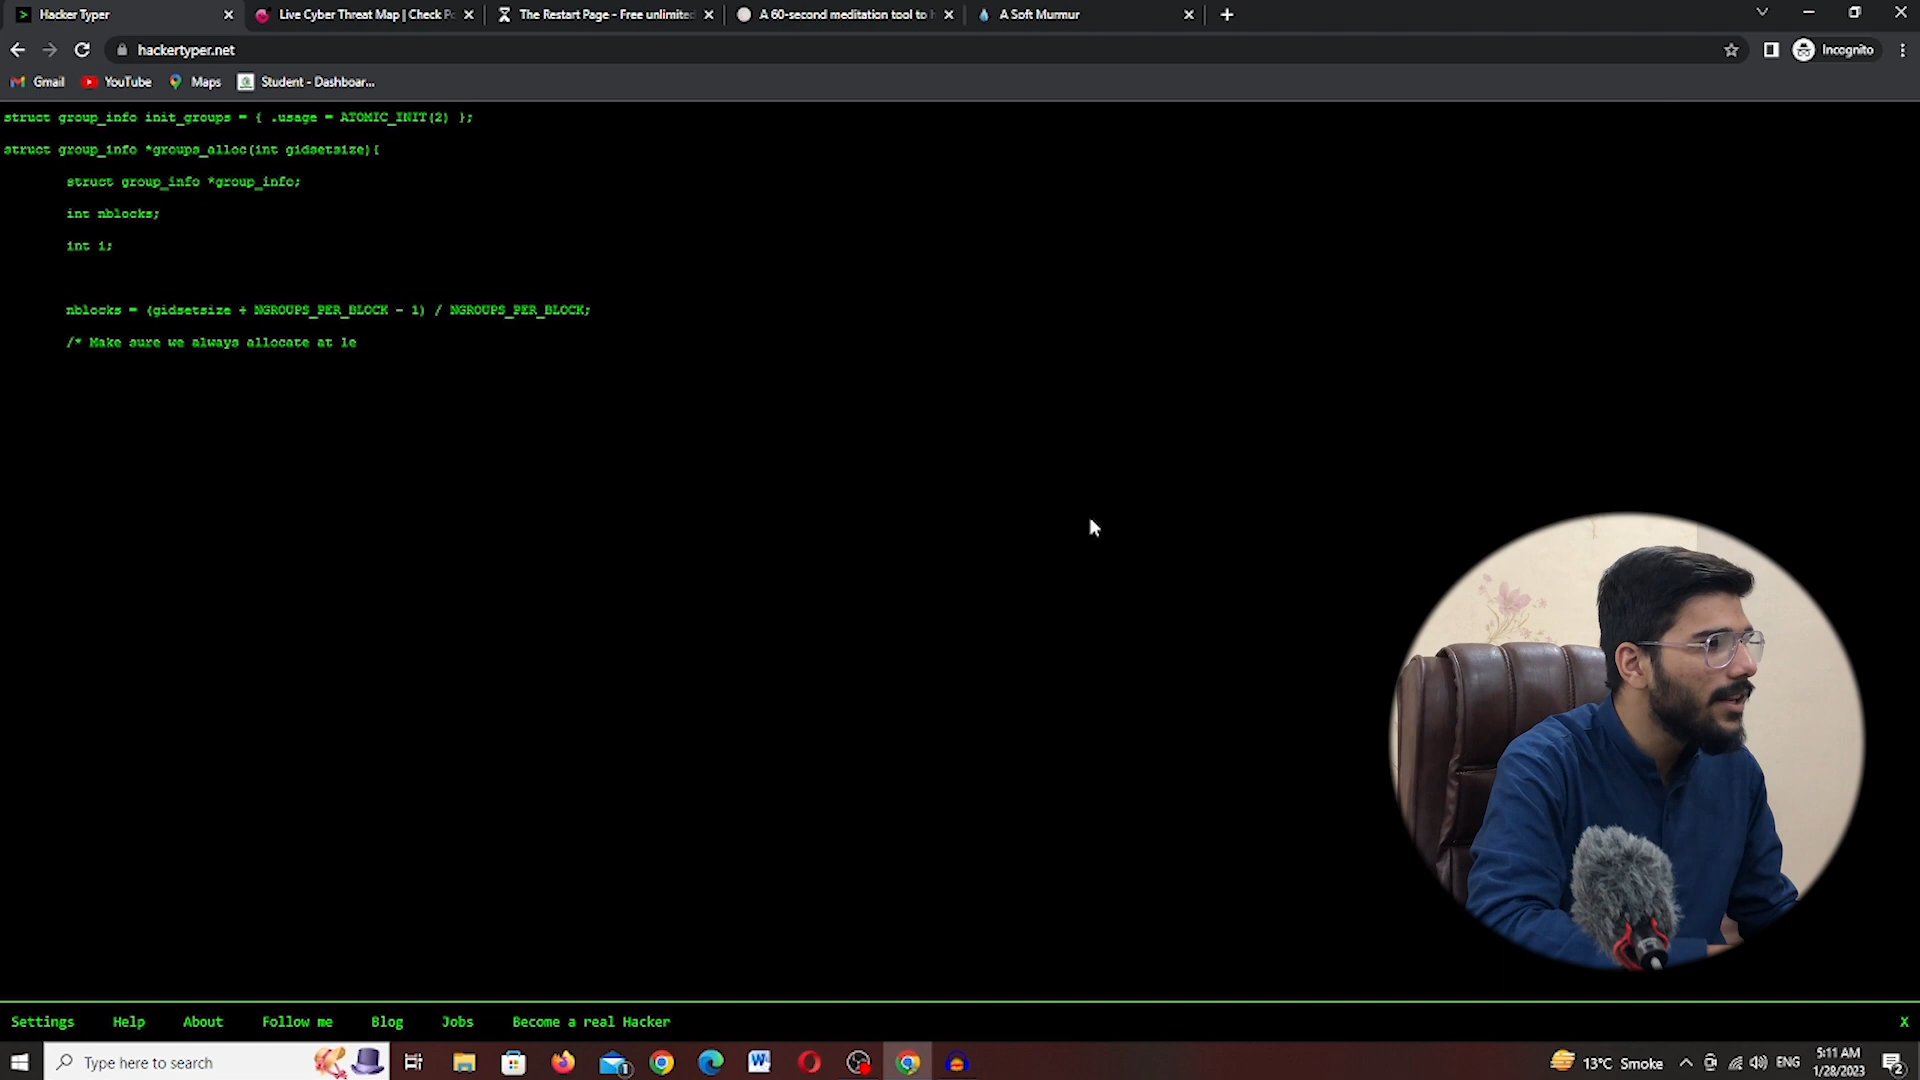 Hacker Typer
Live Cyber Threat Map | Check Po
The Restart Page - Free unlimited
A 60-second meditation tool to h
A Soft Murmur
hackertyper.net
Incognito
Gmail
YouTube
Maps
Student - Dashboar...
struct group_info init_groups = { .usage = ATOMIC_INIT(2) };
struct group_info *groups_alloc(int gidsetsize){
struct group_info *group_info;
int nblocks;
int i;
nblocks = (gidsetsize + NGROUPS_PER_BLOCK - 1) / NGROUPS_PER_BLOCK;
/* Make sure we always allocate at le
Settings Help About Follow me Blog Jobs Become a real Hacker X
Type here to search
1
W
13°C Smoke
ENG
5:11 AM
1/28/2023
2